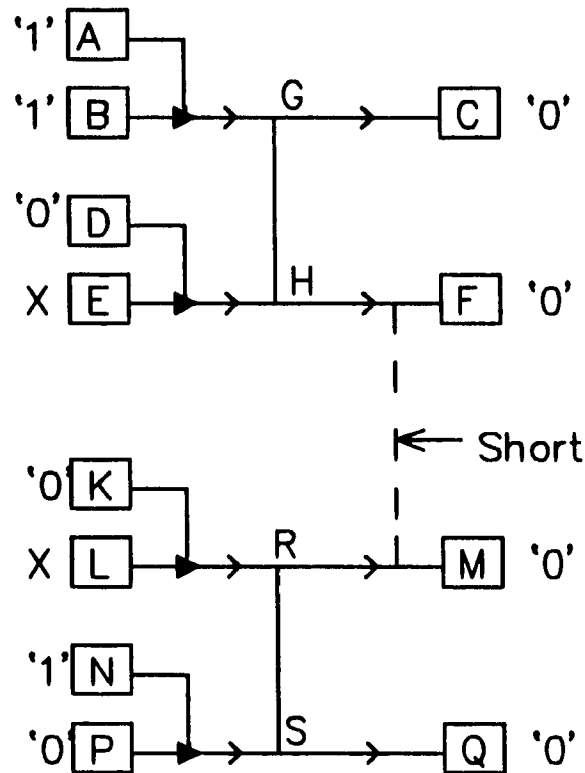 ‘1’ A
G
‘1’ B C ‘0’
‘0’ D
H
X E F ‘0’
Short
‘0’ K
R
X L M ‘0’
‘1’ N
S
‘0’ P Q ‘0’